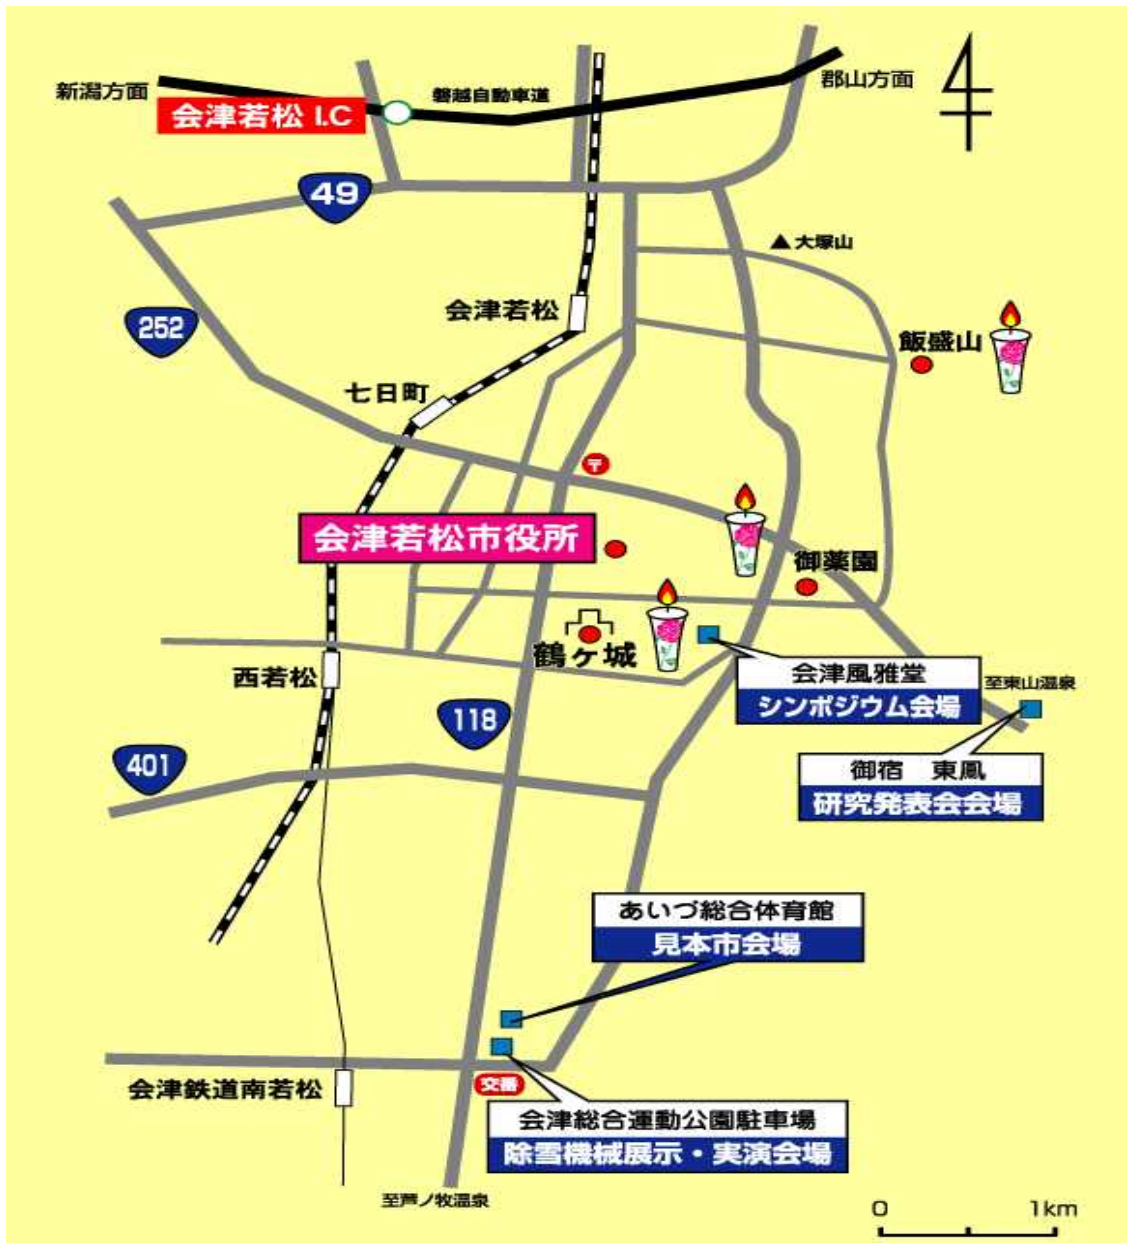 新潟方面
会津若松 I.C
磐越自動車道
郡山方面
49
大塚山
会津若松
252
飯盛山
七日町
〒
会津若松市役所
御薬園
鶴ヶ城
西若松
会津風雅堂
シンポジウム会場
至東山温泉
118
401
御宿 東鳳
研究発表会会場
あいづ総合体育館
見本市会場
会津鉄道南若松
交番
会津総合運動公園駐車場
除雪機械展示・実演会場
至芦ノ牧温泉
0 1km